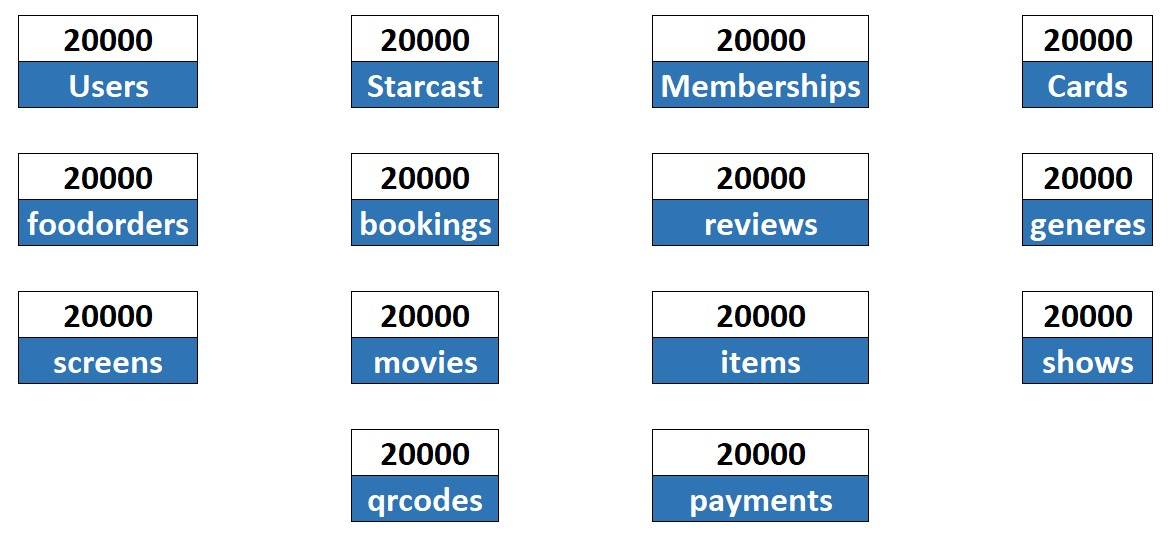 20000 20000 20000 20000
Users Starcast Memberships Cards
20000 20000 20000 20000
foodorders bookings reviews generes
20000 20000 20000 20000
screens movies items shows
20000 20000
qrcodes payments